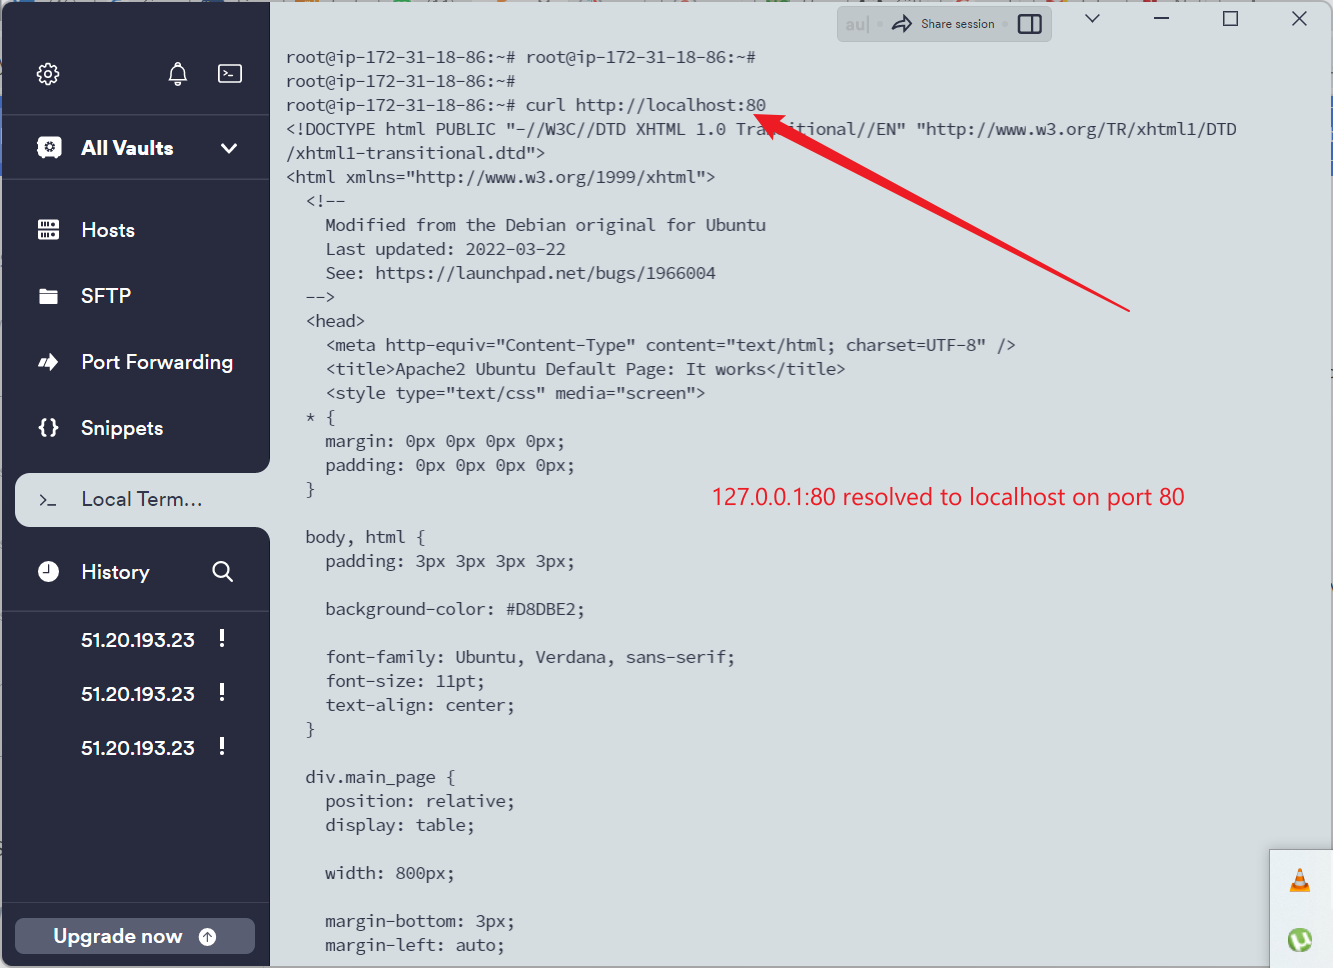 au|
Share session
All Vaults
Hosts
SFTP
Port Forwarding
Snippets
Local Term...
History
51.20.193.23 !
51.20.193.23 !
51.20.193.23 !
Upgrade now
root@ip-172-31-18-86:~# root@ip-172-31-18-86:~#
root@ip-172-31-18-86:~#
root@ip-172-31-18-86:~# curl http://localhost:80
<!DOCTYPE html PUBLIC "-//W3C//DTD XHTML 1.0 Transitional//EN" "http://www.w3.org/TR/xhtml1/DTD
/xhtml1-transitional.dtd">
<html xmlns="http://www.w3.org/1999/xhtml">
<!--
Modified from the Debian original for Ubuntu
Last updated: 2022-03-22
See: https://launchpad.net/bugs/1966004
-->
<head>
<meta http-equiv="Content-Type" content="text/html; charset=UTF-8" />
<title>Apache2 Ubuntu Default Page: It works</title>
<style type="text/css" media="screen">
* {
margin: 0px 0px 0px 0px;
padding: 0px 0px 0px 0px;
}
127.0.0.1:80 resolved to localhost on port 80
body, html {
padding: 3px 3px 3px 3px;
background-color: #D8DBE2;
font-family: Ubuntu, Verdana, sans-serif;
font-size: 11pt;
text-align: center;
}
div.main_page {
position: relative;
display: table;
width: 800px;
margin-bottom: 3px;
margin-left: auto;